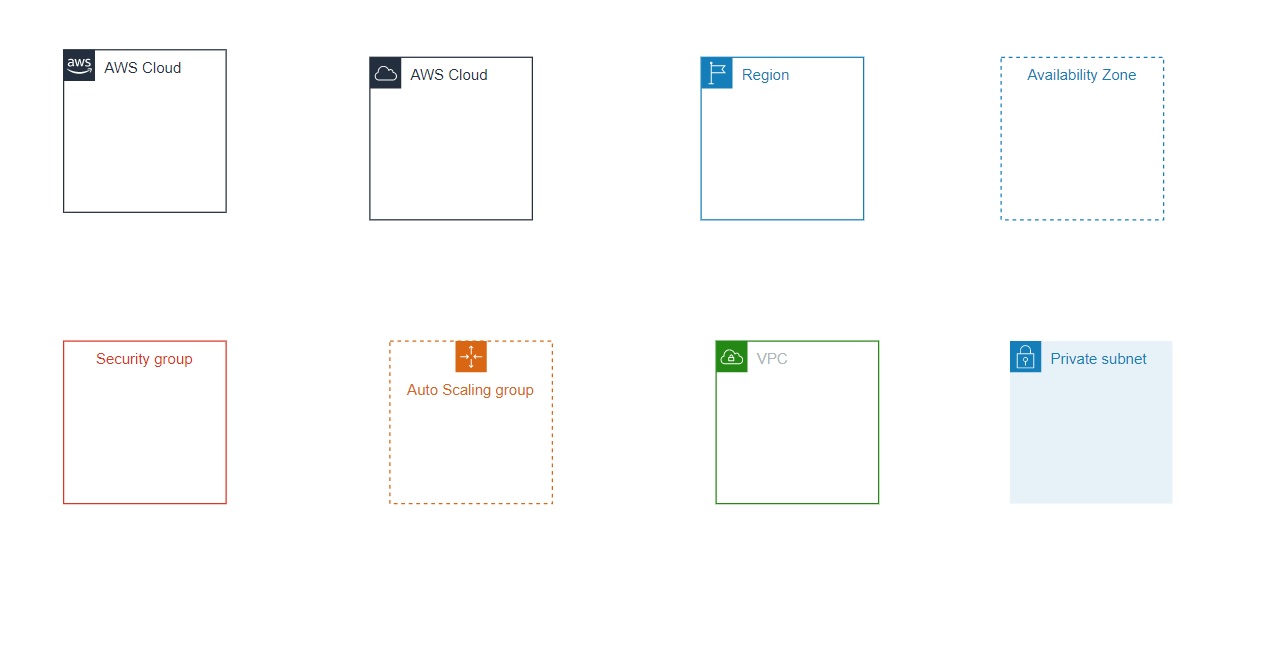 aws
AWS Cloud
AWS Cloud
Region
Availability Zone
Security group
Auto Scaling group
VPC
Private subnet